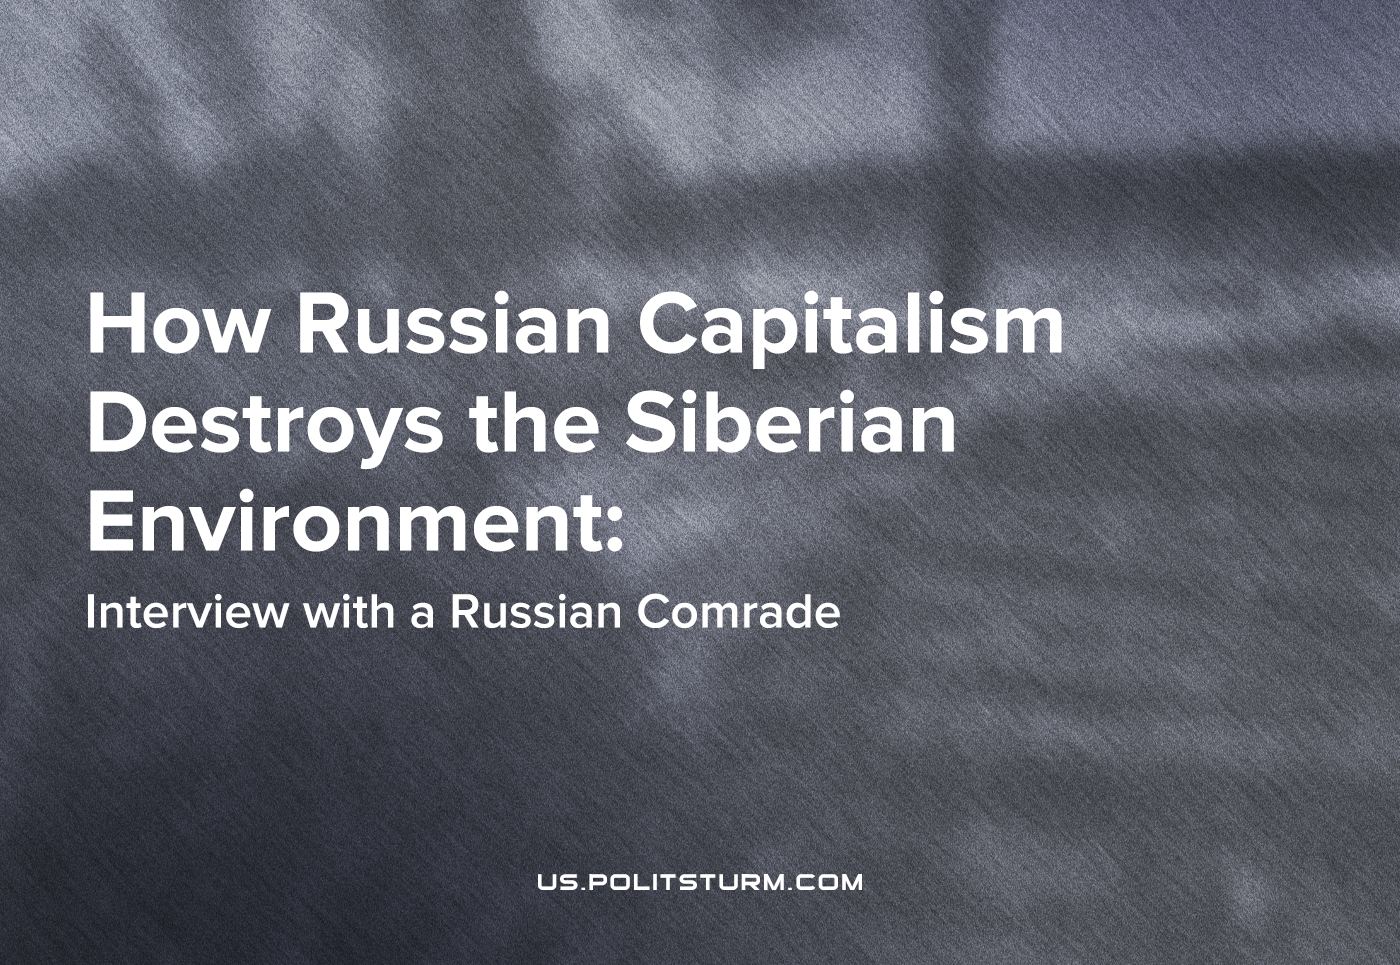 How Russian Capitalism
Destroys the Siberian
Environment:
Interview with a Russian Comrade
US.POLITSTURM.COM